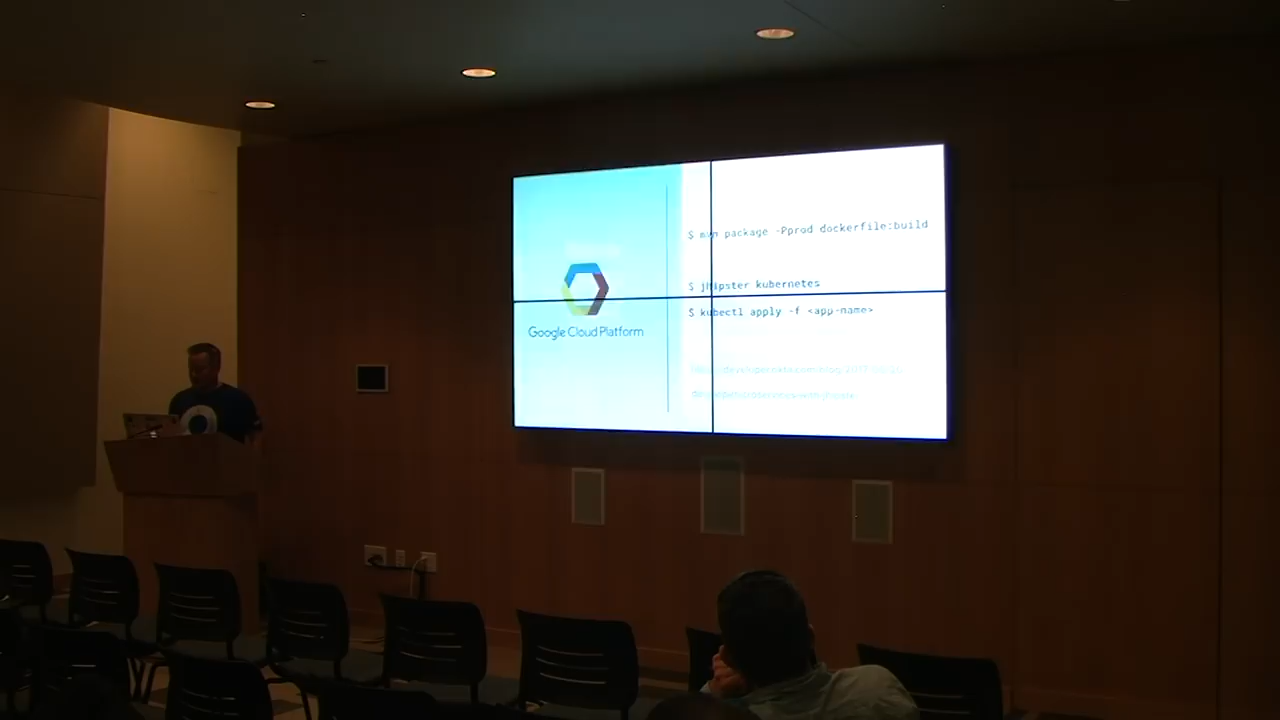 Google Cloud Platform
$ mvn package -Pprod dockerfile:build
$ jhipster kubernetes
$ kubectl apply -f <app-name>